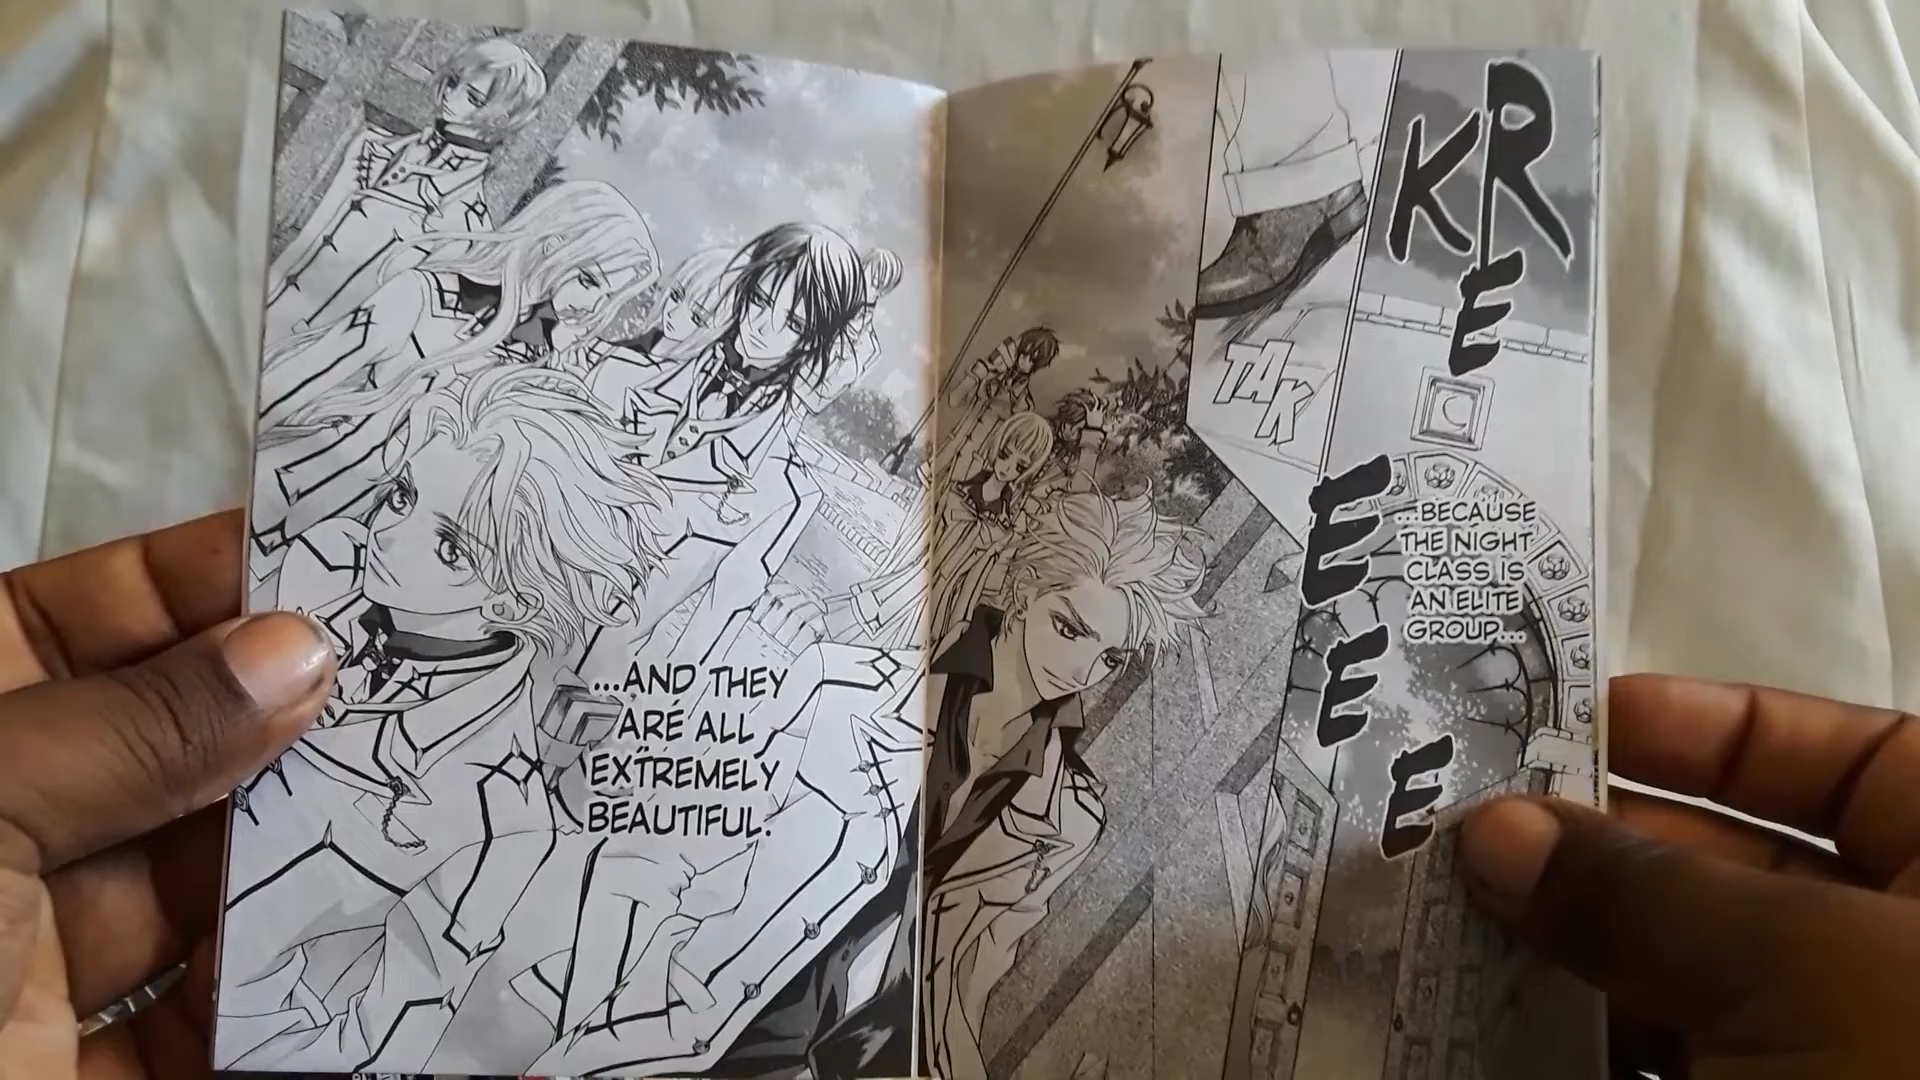 KREEEE
TAK
...BECAUSE
THE NIGHT
CLASS IS
AN ELITE
GROUP...
...AND THEY
ARE ALL
EXTREMELY
BEAUTIFUL.